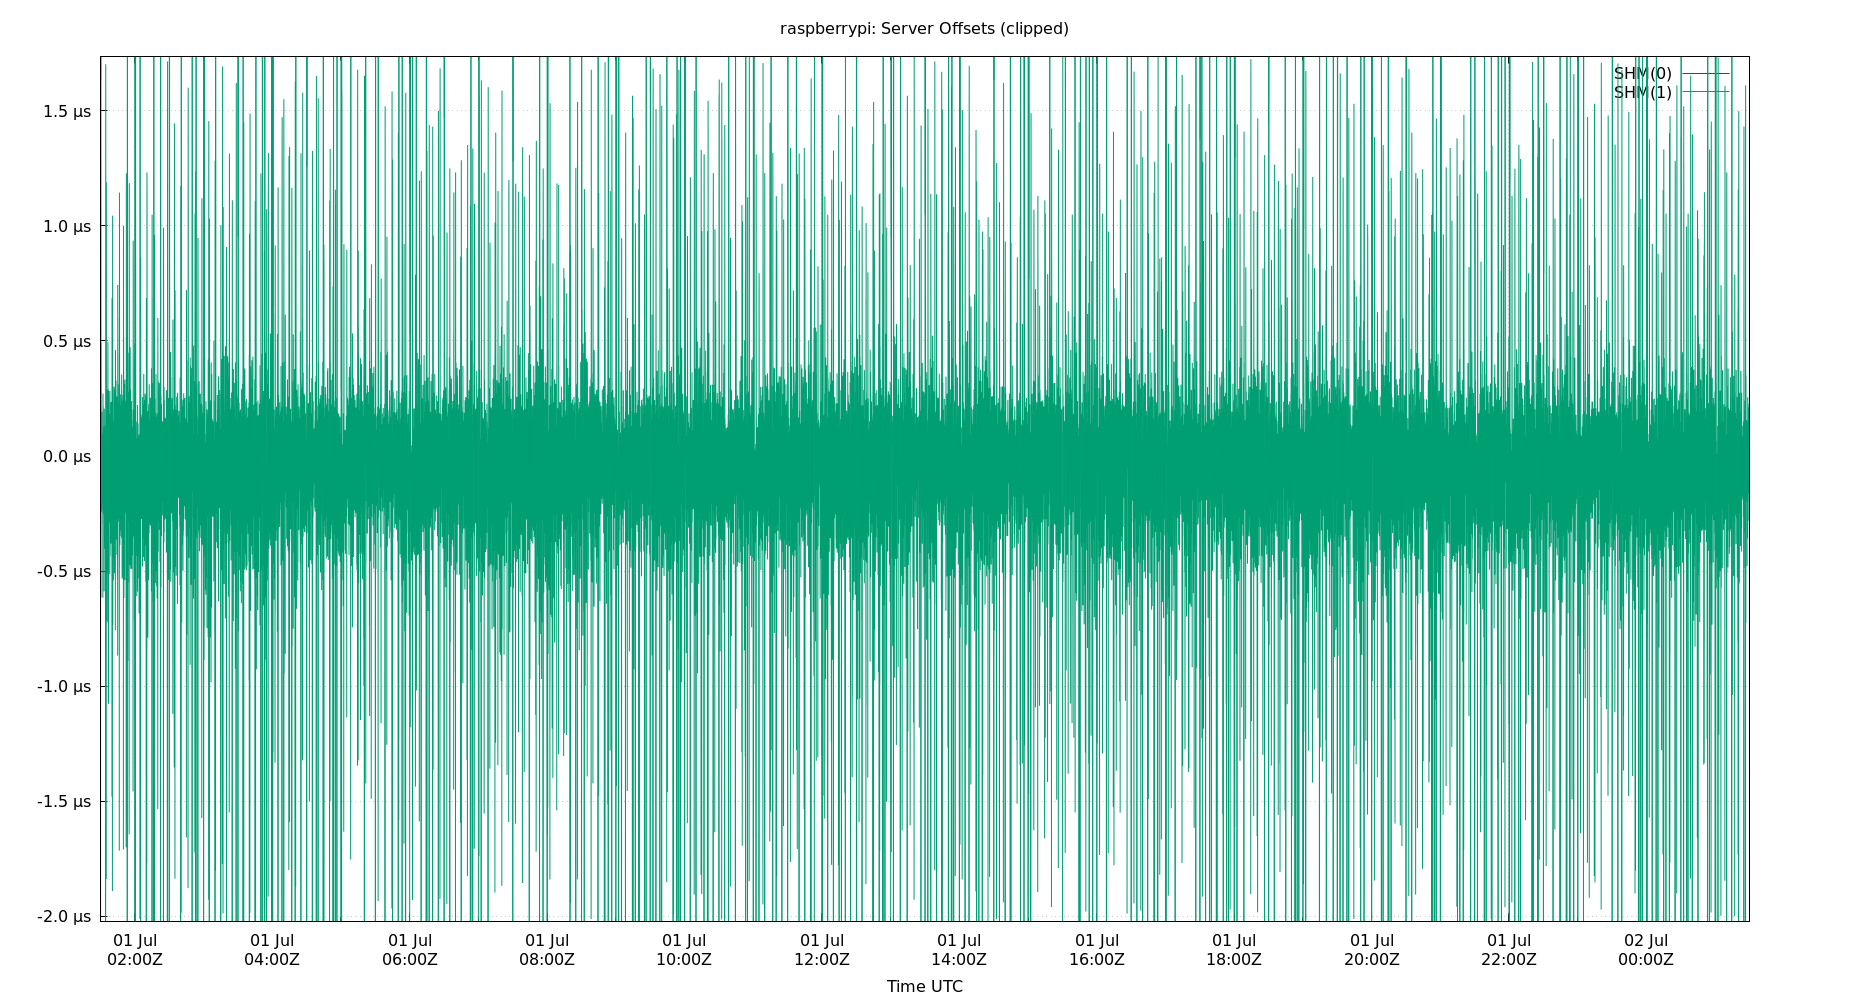 raspberrypi: Server Offsets (clipped)
SHM(0)
SHM(1)
1.5 µs
1.0 µs
0.5 µs
0.0 µs
-0.5 µs
-1.0 µs
-1.5 µs
-2.0 µs
01 Jul 01 Jul 01 Jul 01 Jul 01 Jul 01 Jul 01 Jul 01 Jul 01 Jul 01 Jul 01 Jul 02 Jul
02:00Z 04:00Z 06:00Z 08:00Z 10:00Z 12:00Z 14:00Z 16:00Z 18:00Z 20:00Z 22:00Z 00:00Z
Time UTC